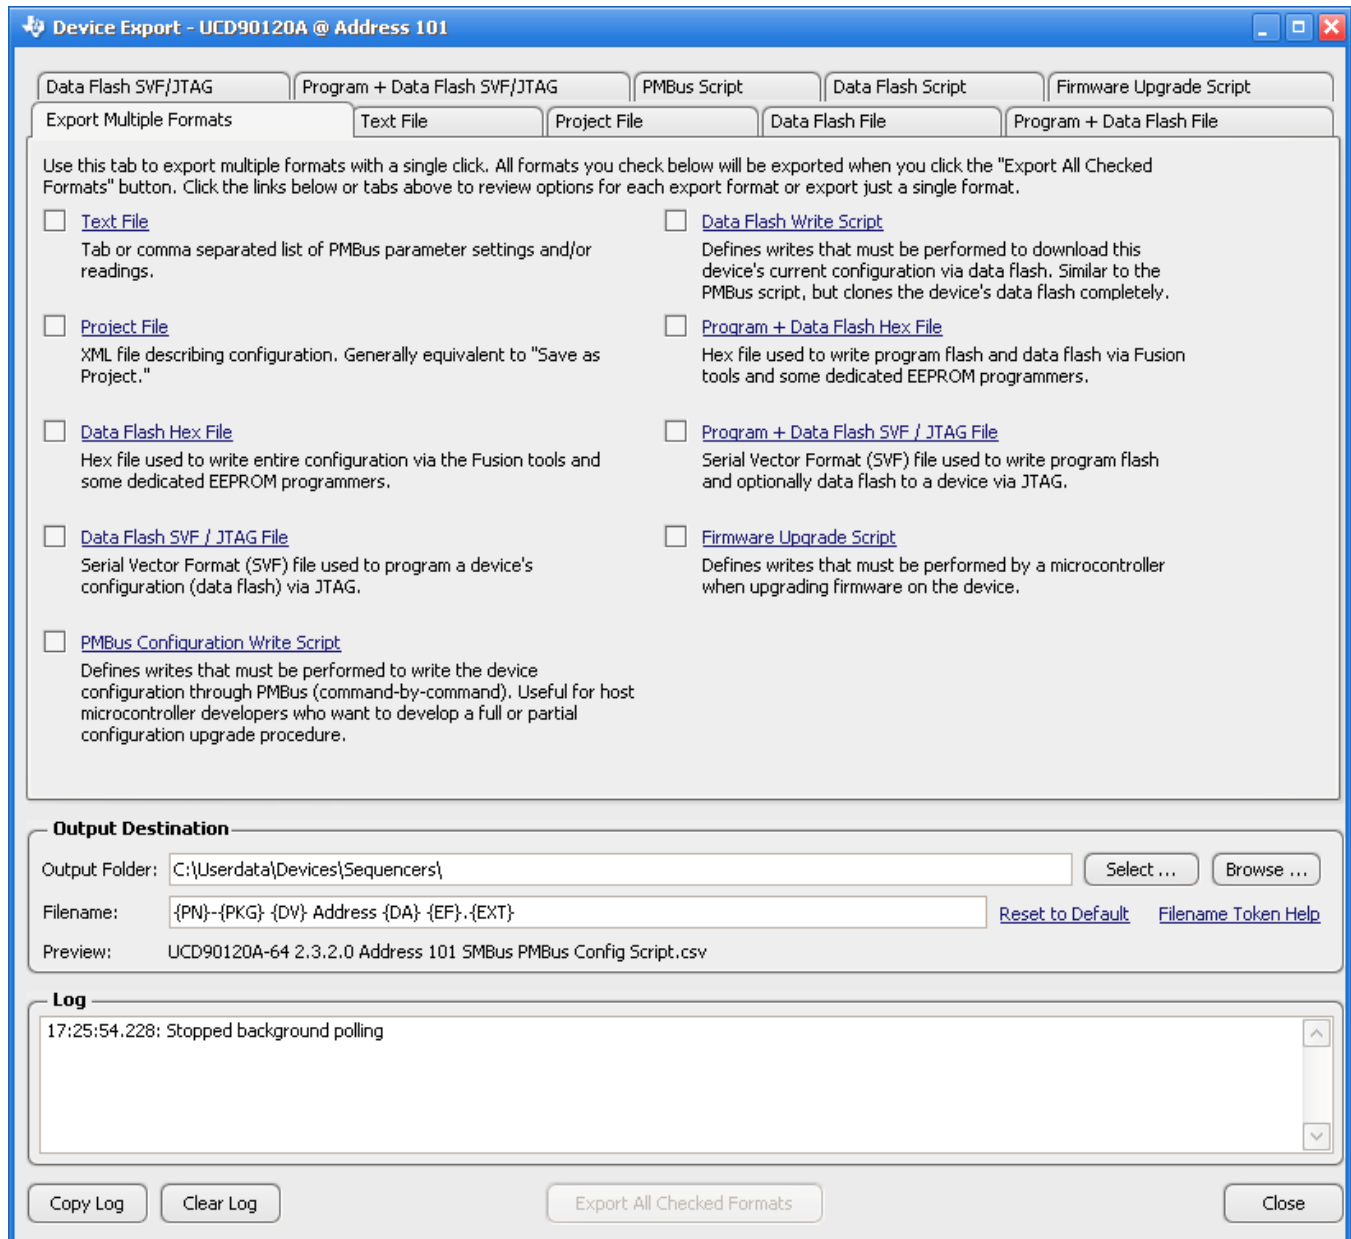 Device Export - UCD90120A @ Address 101
Data Flash SVF/JTAG
Program + Data Flash SVF/JTAG
PMBus Script
Data Flash Script
Firmware Upgrade Script
Export Multiple Formats
Text File
Project File
Data Flash File
Program + Data Flash File
Use this tab to export multiple formats with a single click. All formats you check below will be exported when you click the "Export All Checked
Formats" button. Click the links below or tabs above to review options for each export format or export just a single format.
Text File
Tab or comma separated list of PMBus parameter settings and/or
readings.
Project File
XML file describing configuration. Generally equivalent to "Save as
Project."
Data Flash Hex File
Hex file used to write entire configuration via the Fusion tools and
some dedicated EEPROM programmers.
Data Flash SVF / JTAG File
Serial Vector Format (SVF) file used to program a device's
configuration (data flash) via JTAG.
PMBus Configuration Write Script
Defines writes that must be performed to write the device
configuration through PMBus (command-by-command). Useful for host
microcontroller developers who want to develop a full or partial
configuration upgrade procedure.
Data Flash Write Script
Defines writes that must be performed to download this
device's current configuration via data flash. Similar to the
PMBus script, but clones the device's data flash completely.
Program + Data Flash Hex File
Hex file used to write program flash and data flash via Fusion
tools and some dedicated EEPROM programmers.
Program + Data Flash SVF / JTAG File
Serial Vector Format (SVF) file used to write program flash
and optionally data flash to a device via JTAG.
Firmware Upgrade Script
Defines writes that must be performed by a microcontroller
when upgrading firmware on the device.
Output Destination
Output Folder: C:\Userdata\Devices\Sequencers\ Select ... Browse ...
Filename: {PN}-{PKG} {DV} Address {DA} {EF}.{EXT} Reset to Default Filename Token Help
Preview: UCD90120A-64 2.3.2.0 Address 101 SMBus PMBus Config Script.csv
Log
17:25:54.228: Stopped background polling
Copy Log Clear Log Export All Checked Formats Close